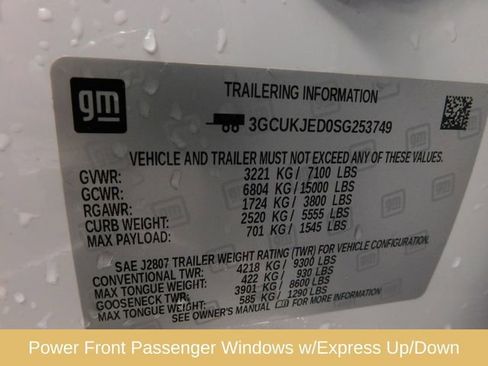 gm
TRAILERING INFORMATION
3GCUKJED0SG253749
VEHICLE AND TRAILER MUST NOT EXCEED ANY OF THESE VALUES.
GVWR: 3221 KG/ 7100 LBS
GCWR: 6804 KG/15000 LBS
RGAWR: 1724 KG/ 3800 LBS
CURB WEIGHT: 2520 KG/ 5555 LBS
MAX PAYLOAD: 701 KG/ 1545 LBS
SAE J2807 TRAILER WEIGHT RATING (TWR) FOR VEHICLE CONFIGURATION.
CONVENTIONAL TWR: 4218 KG/ 9300 LBS
MAX TONGUE WEIGHT: 422 KG/ 930 LBS
GOOSENECK TWR: 3901 KG/ 8600 LBS
MAX TONGUE WEIGHT: 585 KG/ 1290 LBS
SEE OWNER'S MANUAL FOR MORE INFORMATION
Power Front Passenger Windows w/Express Up/Down